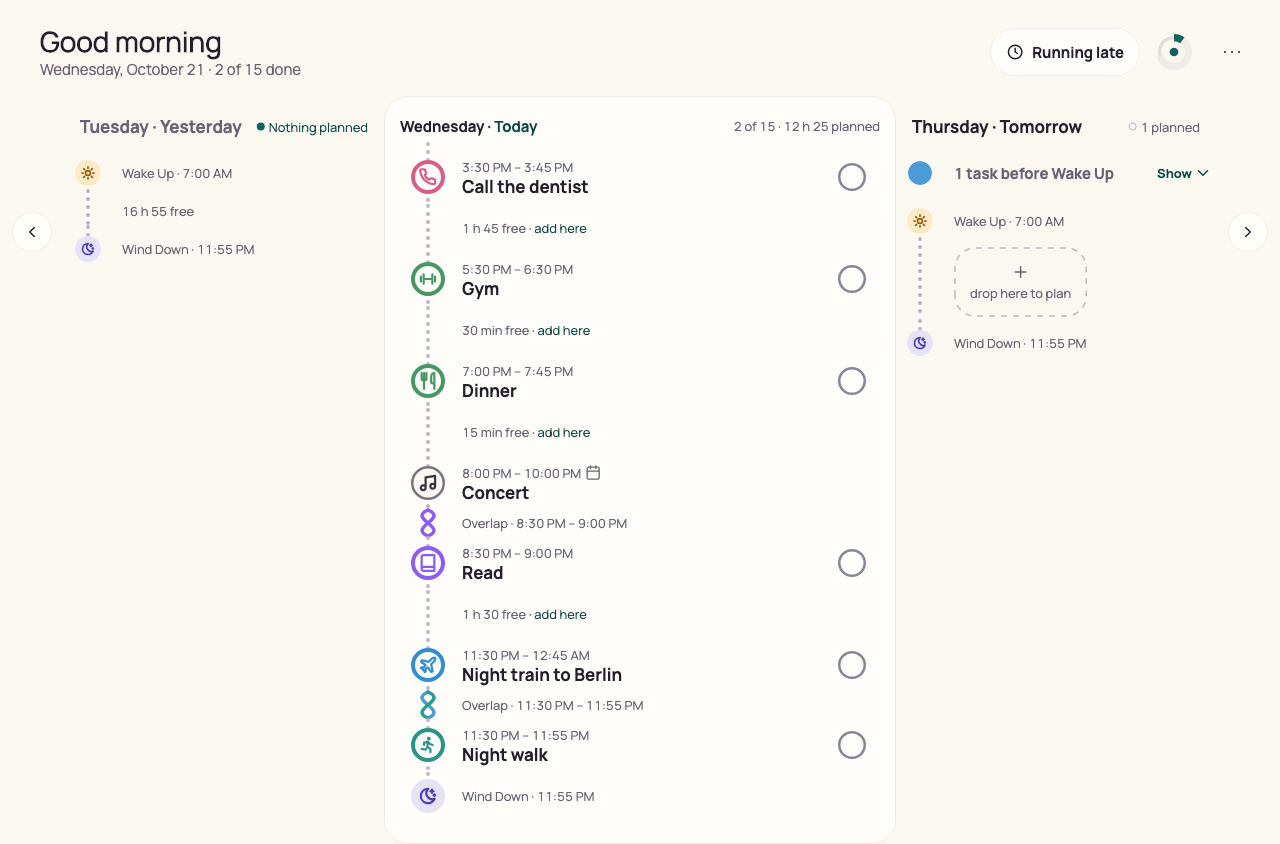 Good morning
Wednesday, October 21 · 2 of 15 done
Running late
Tuesday · Yesterday
Nothing planned
Wake Up · 7:00 AM
16 h 55 free
Wind Down · 11:55 PM
Wednesday · Today
2 of 15 · 12 h 25 planned
3:30 PM – 3:45 PM
Call the dentist
1 h 45 free · add here
5:30 PM – 6:30 PM
Gym
30 min free · add here
7:00 PM – 7:45 PM
Dinner
15 min free · add here
8:00 PM – 10:00 PM
Concert
Overlap · 8:30 PM – 9:00 PM
8:30 PM – 9:00 PM
Read
1 h 30 free · add here
11:30 PM – 12:45 AM
Night train to Berlin
Overlap · 11:30 PM – 11:55 PM
11:30 PM – 11:55 PM
Night walk
Wind Down · 11:55 PM
Thursday · Tomorrow
1 planned
1 task before Wake Up
Show
Wake Up · 7:00 AM
drop here to plan
Wind Down · 11:55 PM